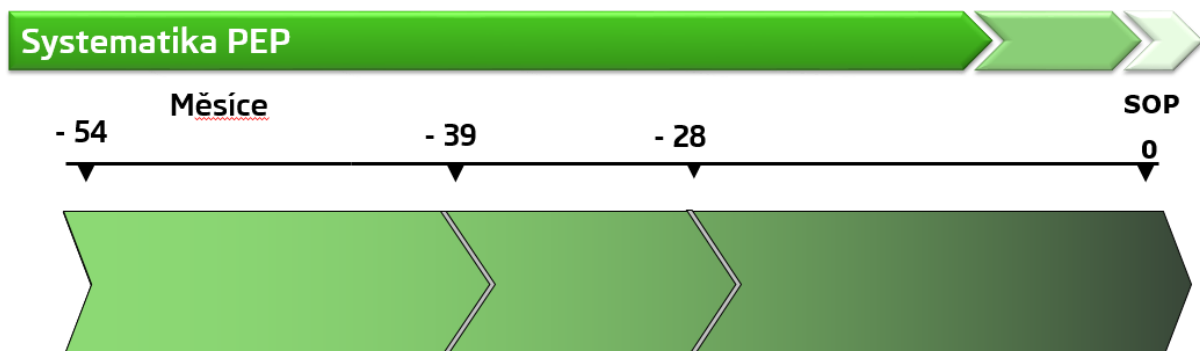 Systematika PEP
Měsíce
SOP
- 54
- 39
- 28
0